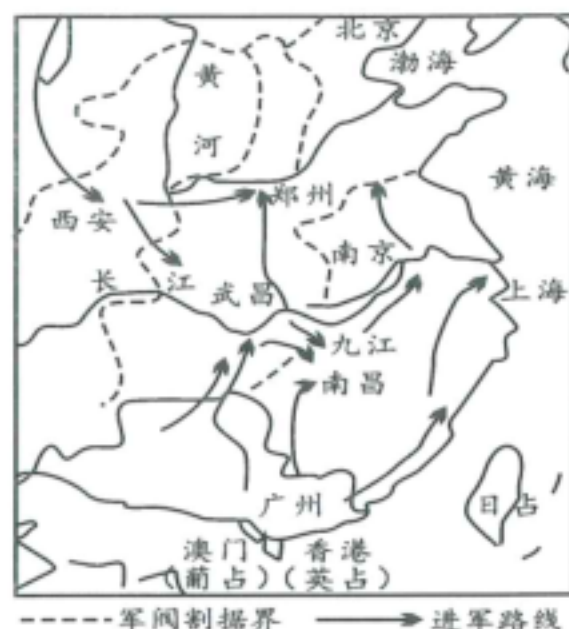 北京
渤海
黄河
黄海
郑州
西安
南京
长江
武昌
上海
九江
南昌
广州
日占
澳门
(葡占)
香港
(英占)
军阀割据界
进军路线